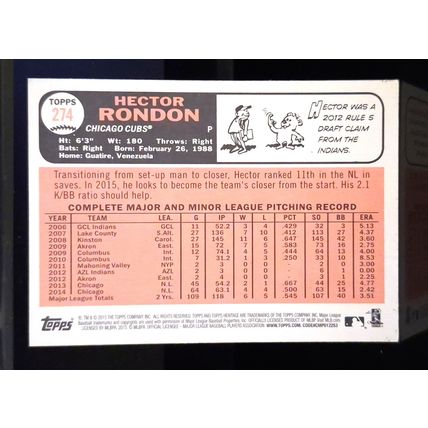 TOPPS
274
HECTOR
RONDON
CHICAGO CUBS® P
Ht: 6'3" Wt: 180 Throws: Right
Bats: Right Born: February 26, 1988
Home: Guatire, Venezuela
HECTOR WAS A
2012 RULE 5
DRAFT CLAIM
FROM THE
INDIANS.
Transitioning from set-up man to closer, Hector ranked 11th in the NL in
saves. In 2015, he looks to become the team's closer from the start. His 2.1
K/BB ratio should help.
COMPLETE MAJOR AND MINOR LEAGUE PITCHING RECORD
YEAR TEAM LEA. G IP W L PCT SO BB ERA
2006 GCL Indians GCL 11 52.2 3 4 .429 32 3 5.13
2007 Lake County S.Atl. 27 136 7 10 .412 113 27 4.37
2008 Kinston Carol. 27 145 11 6 .647 145 42 3.60
2009 Akron East. 15 72 7 5 .583 73 16 2.75
2009 Columbus Int. 12 74.1 4 5 .444 64 13 4.00
2010 Columbus Int. 7 31.2 1 3 .250 33 10 8.53
2011 Mahoning Valley NYP 2 3 0 0 — 2 0 0.00
2012 AZL Indians AZL 2 3 0 0 — 6 1 0.00
2012 Akron East. 3 4 0 0 — 3 2 2.25
2013 Chicago NL 45 54.2 2 1 .667 44 25 4.77
2014 Chicago NL 64 63.1 4 4 .500 63 15 2.42
Major League Totals 2 Yrs. 109 118 6 5 .545 107 40 3.51
Topps